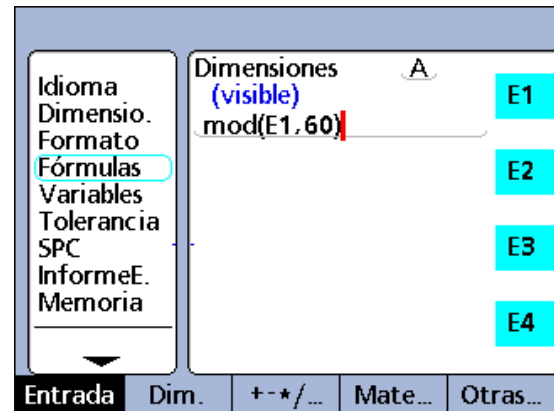 Idioma
Dimensio.
Formato
Fórmulas
Variables
Tolerancia
SPC
InformeE.
Memoria
Dimensiones A
(visible)
mod(E1,60)
E1
E2
E3
E4
Entrada Dim. +-*/... Mate... Otras...